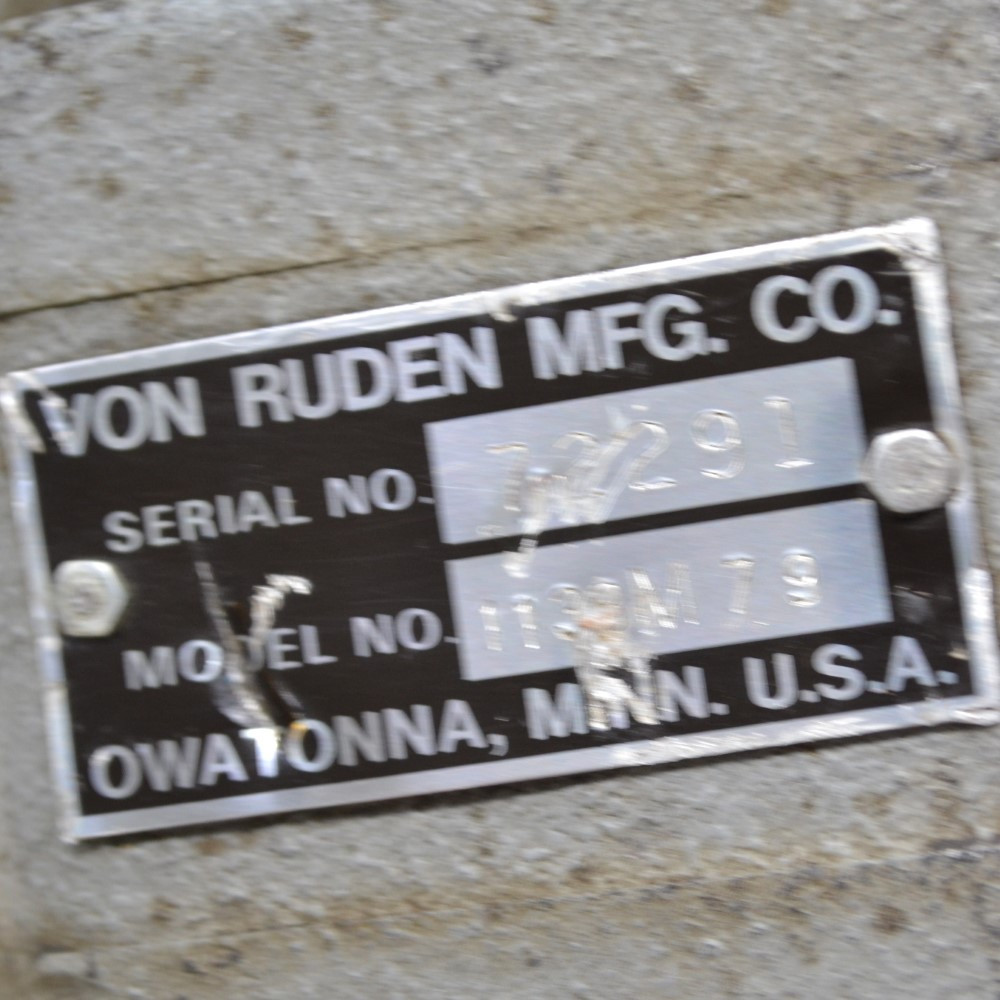 VON RUDEN MFG. CO.
SERIAL NO.
MODEL NO.
OWATONNA, MINN. U.S.A.